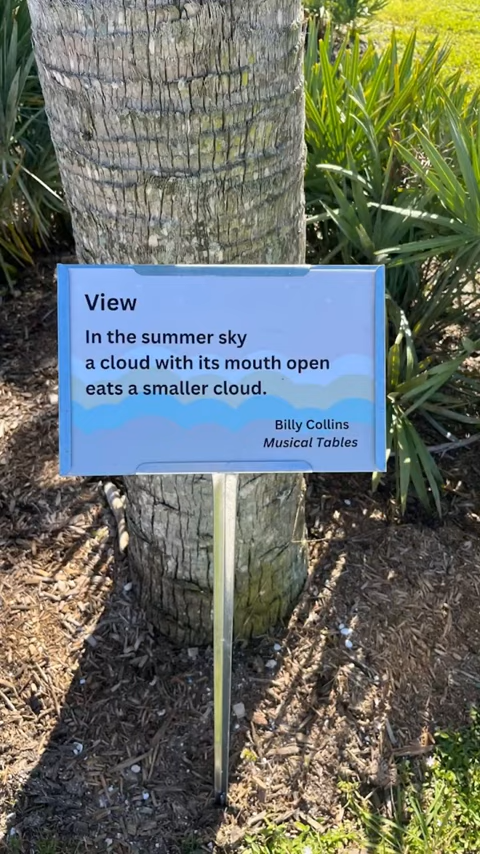 View
In the summer sky
a cloud with its mouth open
eats a smaller cloud.
Billy Collins
Musical Tables